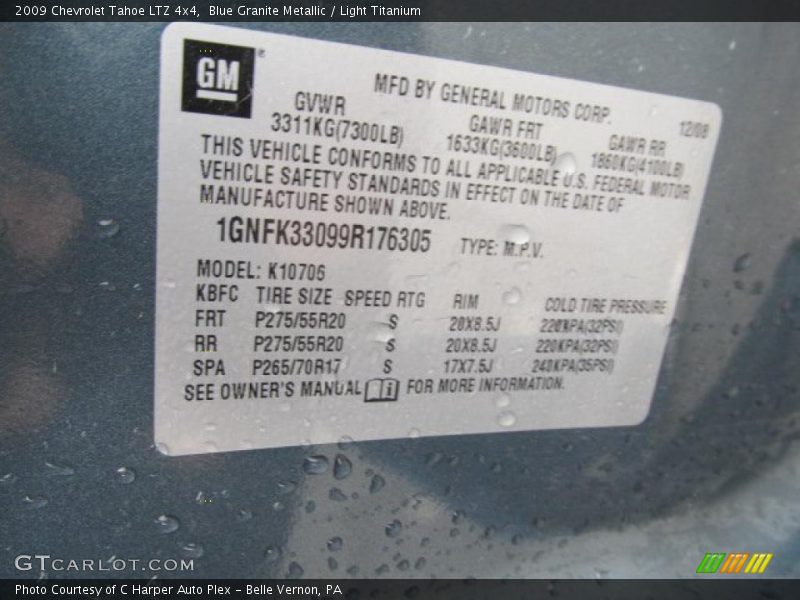 2009 Chevrolet Tahoe LTZ 4x4, Blue Granite Metallic / Light Titanium
GM
MFD BY GENERAL MOTORS CORP.
12/08
GVWR GAWR FRT GAWR RR
3311KG(7300LB) 1633KG(3600LB) 1860KG(4100LB)
THIS VEHICLE CONFORMS TO ALL APPLICABLE U.S. FEDERAL MOTOR
VEHICLE SAFETY STANDARDS IN EFFECT ON THE DATE OF
MANUFACTURE SHOWN ABOVE.
1GNFK33099R176305 TYPE: M.P.V.
MODEL: K10706
KBFC TIRE SIZE SPEED RTG RIM COLD TIRE PRESSURE
FRT P275/55R20 S 20X8.5J 220KPA(32PSI)
RR P275/55R20 S 20X8.5J 220KPA(32PSI)
SPA P265/70R17 S 17X7.5J 240KPA(35PSI)
SEE OWNER'S MANUAL i FOR MORE INFORMATION.
GTCARLOT.COM
Photo Courtesy of C Harper Auto Plex – Belle Vernon, PA